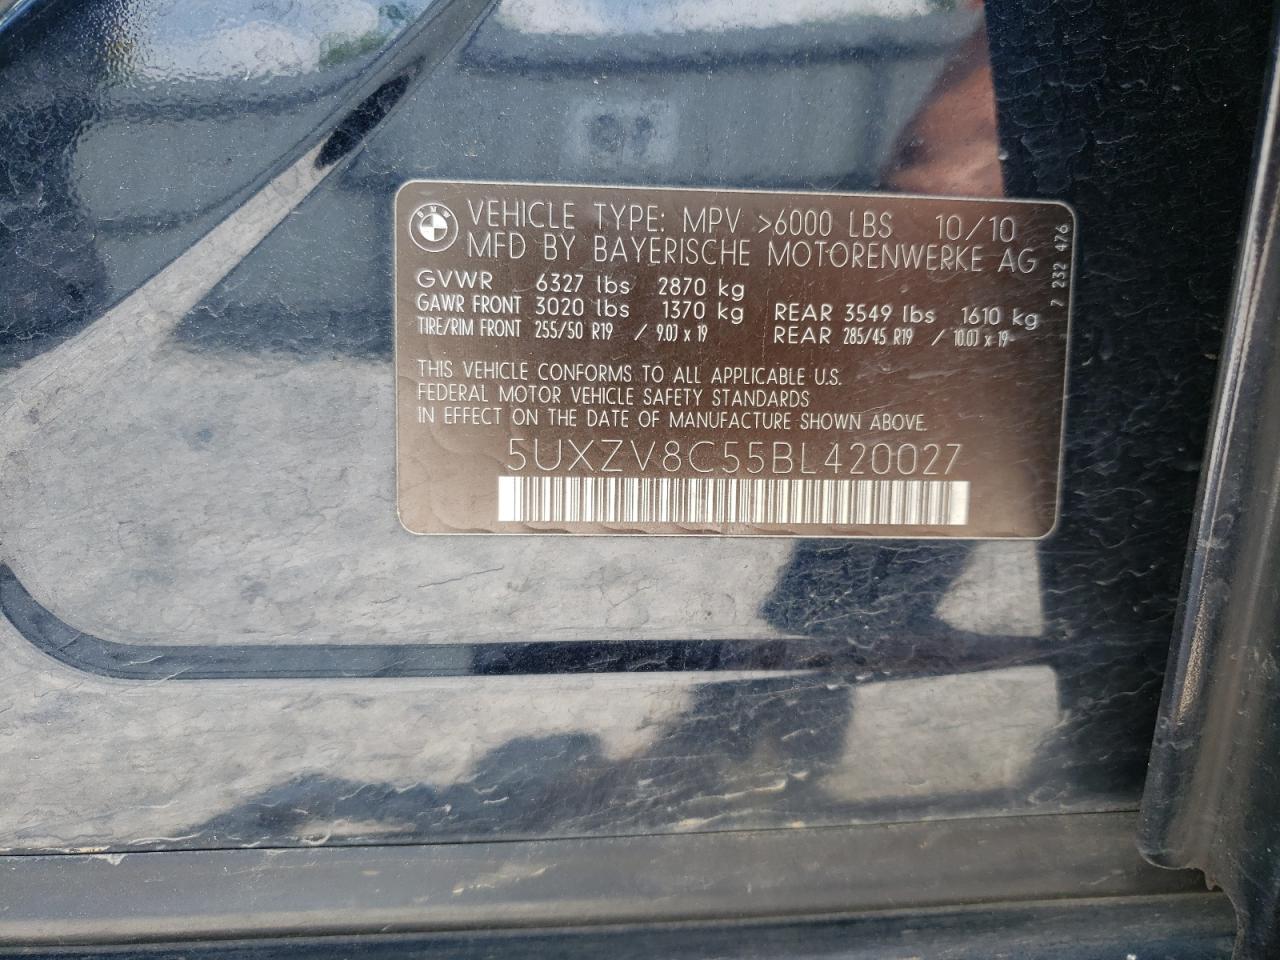 VEHICLE TYPE: MPV >6000 LBS 10/10
MFD BY BAYERISCHE MOTORENWERKE AG
GVWR 6327 lbs 2870 kg
GAWR FRONT 3020 lbs 1370 kg REAR 3549 lbs 1610 kg
TIRE/RIM FRONT 255/50 R19 / 9.0J x 19 REAR 285/45 R19 / 10.0J x 19
THIS VEHICLE CONFORMS TO ALL APPLICABLE U.S.
FEDERAL MOTOR VEHICLE SAFETY STANDARDS
IN EFFECT ON THE DATE OF MANUFACTURE SHOWN ABOVE.
5UXZV8C55BL420027
7 232 476